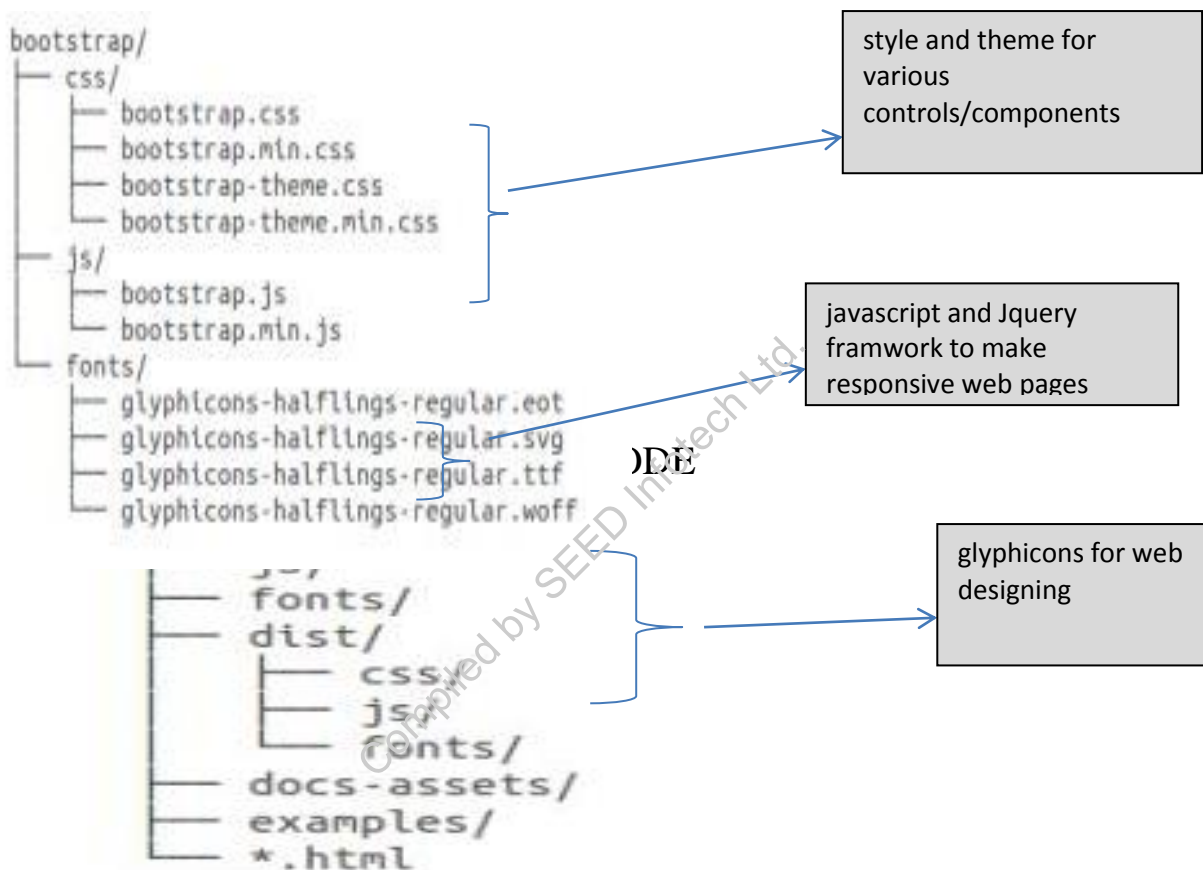 bootstrap/
css/
bootstrap.css
bootstrap.min.css
bootstrap-theme.css
bootstrap-theme.min.css
js/
bootstrap.js
bootstrap.min.js
fonts/
glyphicons-halflings-regular.eot
glyphicons-halflings-regular.svg
glyphicons-halflings-regular.ttf
glyphicons-halflings-regular.woff
style and theme for
various
controls/components
javascript and Jquery
framwork to make
responsive web pages
glyphicons for web
designing
js/
fonts/
dist/
css/
js/
fonts/
docs-assets/
examples/
*.html
Compiled by SEED Infotech Ltd.